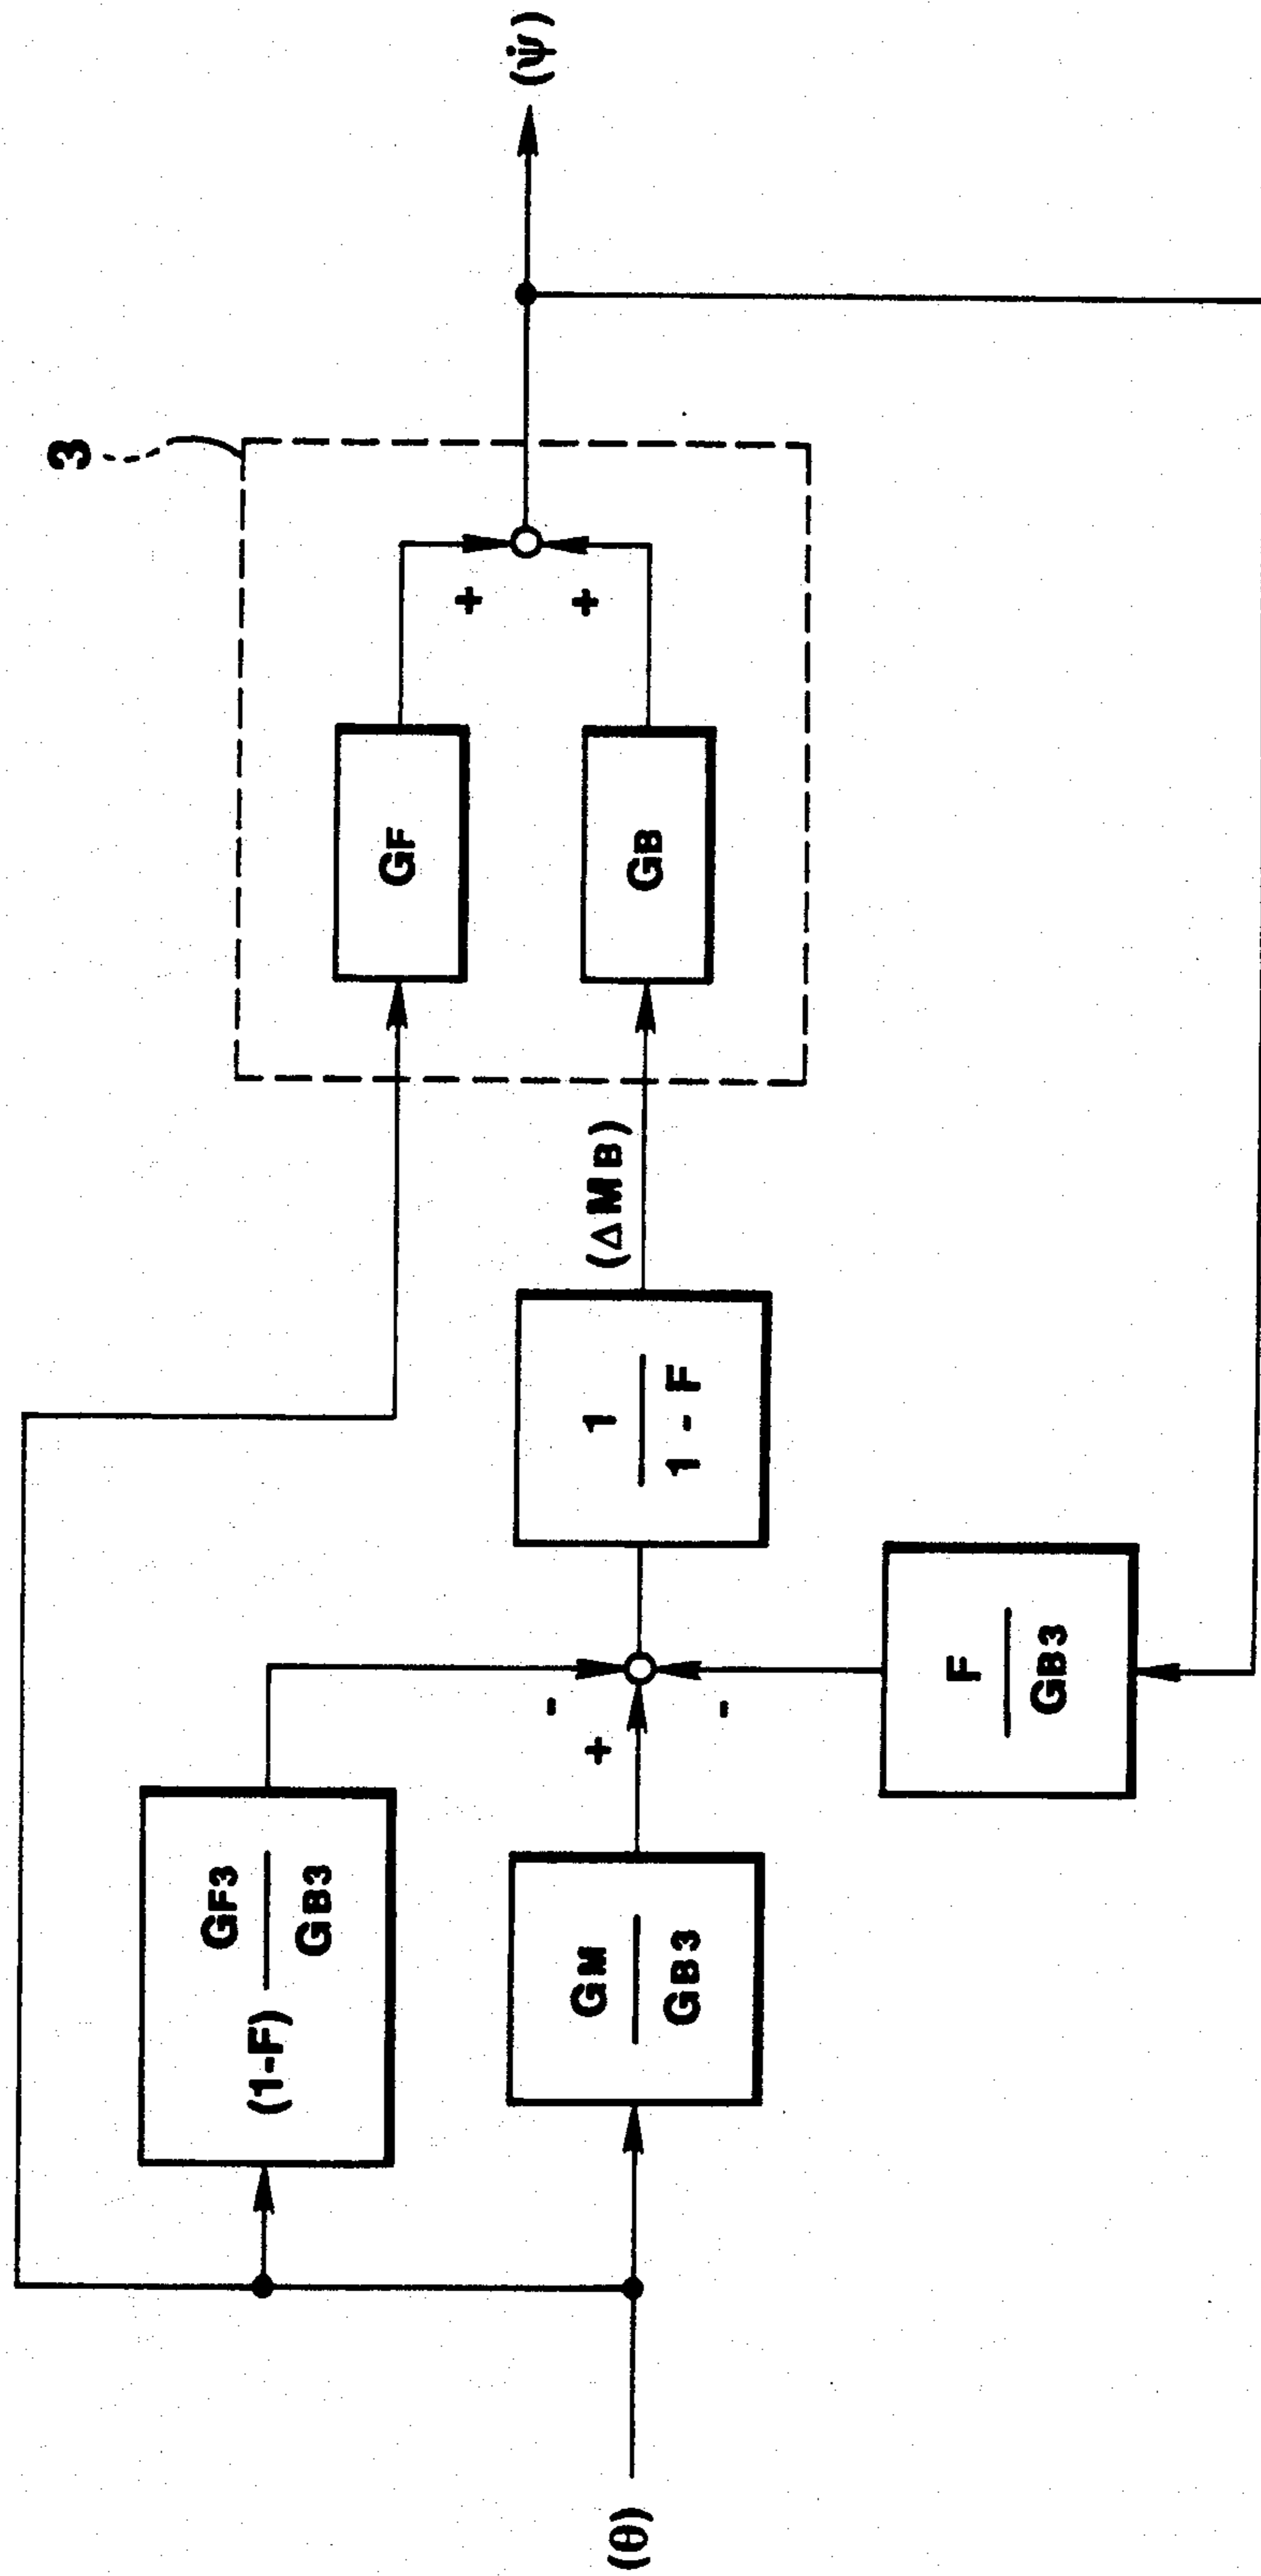 3
(ψ̇)
GF3
(1-F)
GB3
GF
+
+
-
+
-
GM
GB3
1
1 - F
(ΔMB)
GB
(θ)
F
GB3